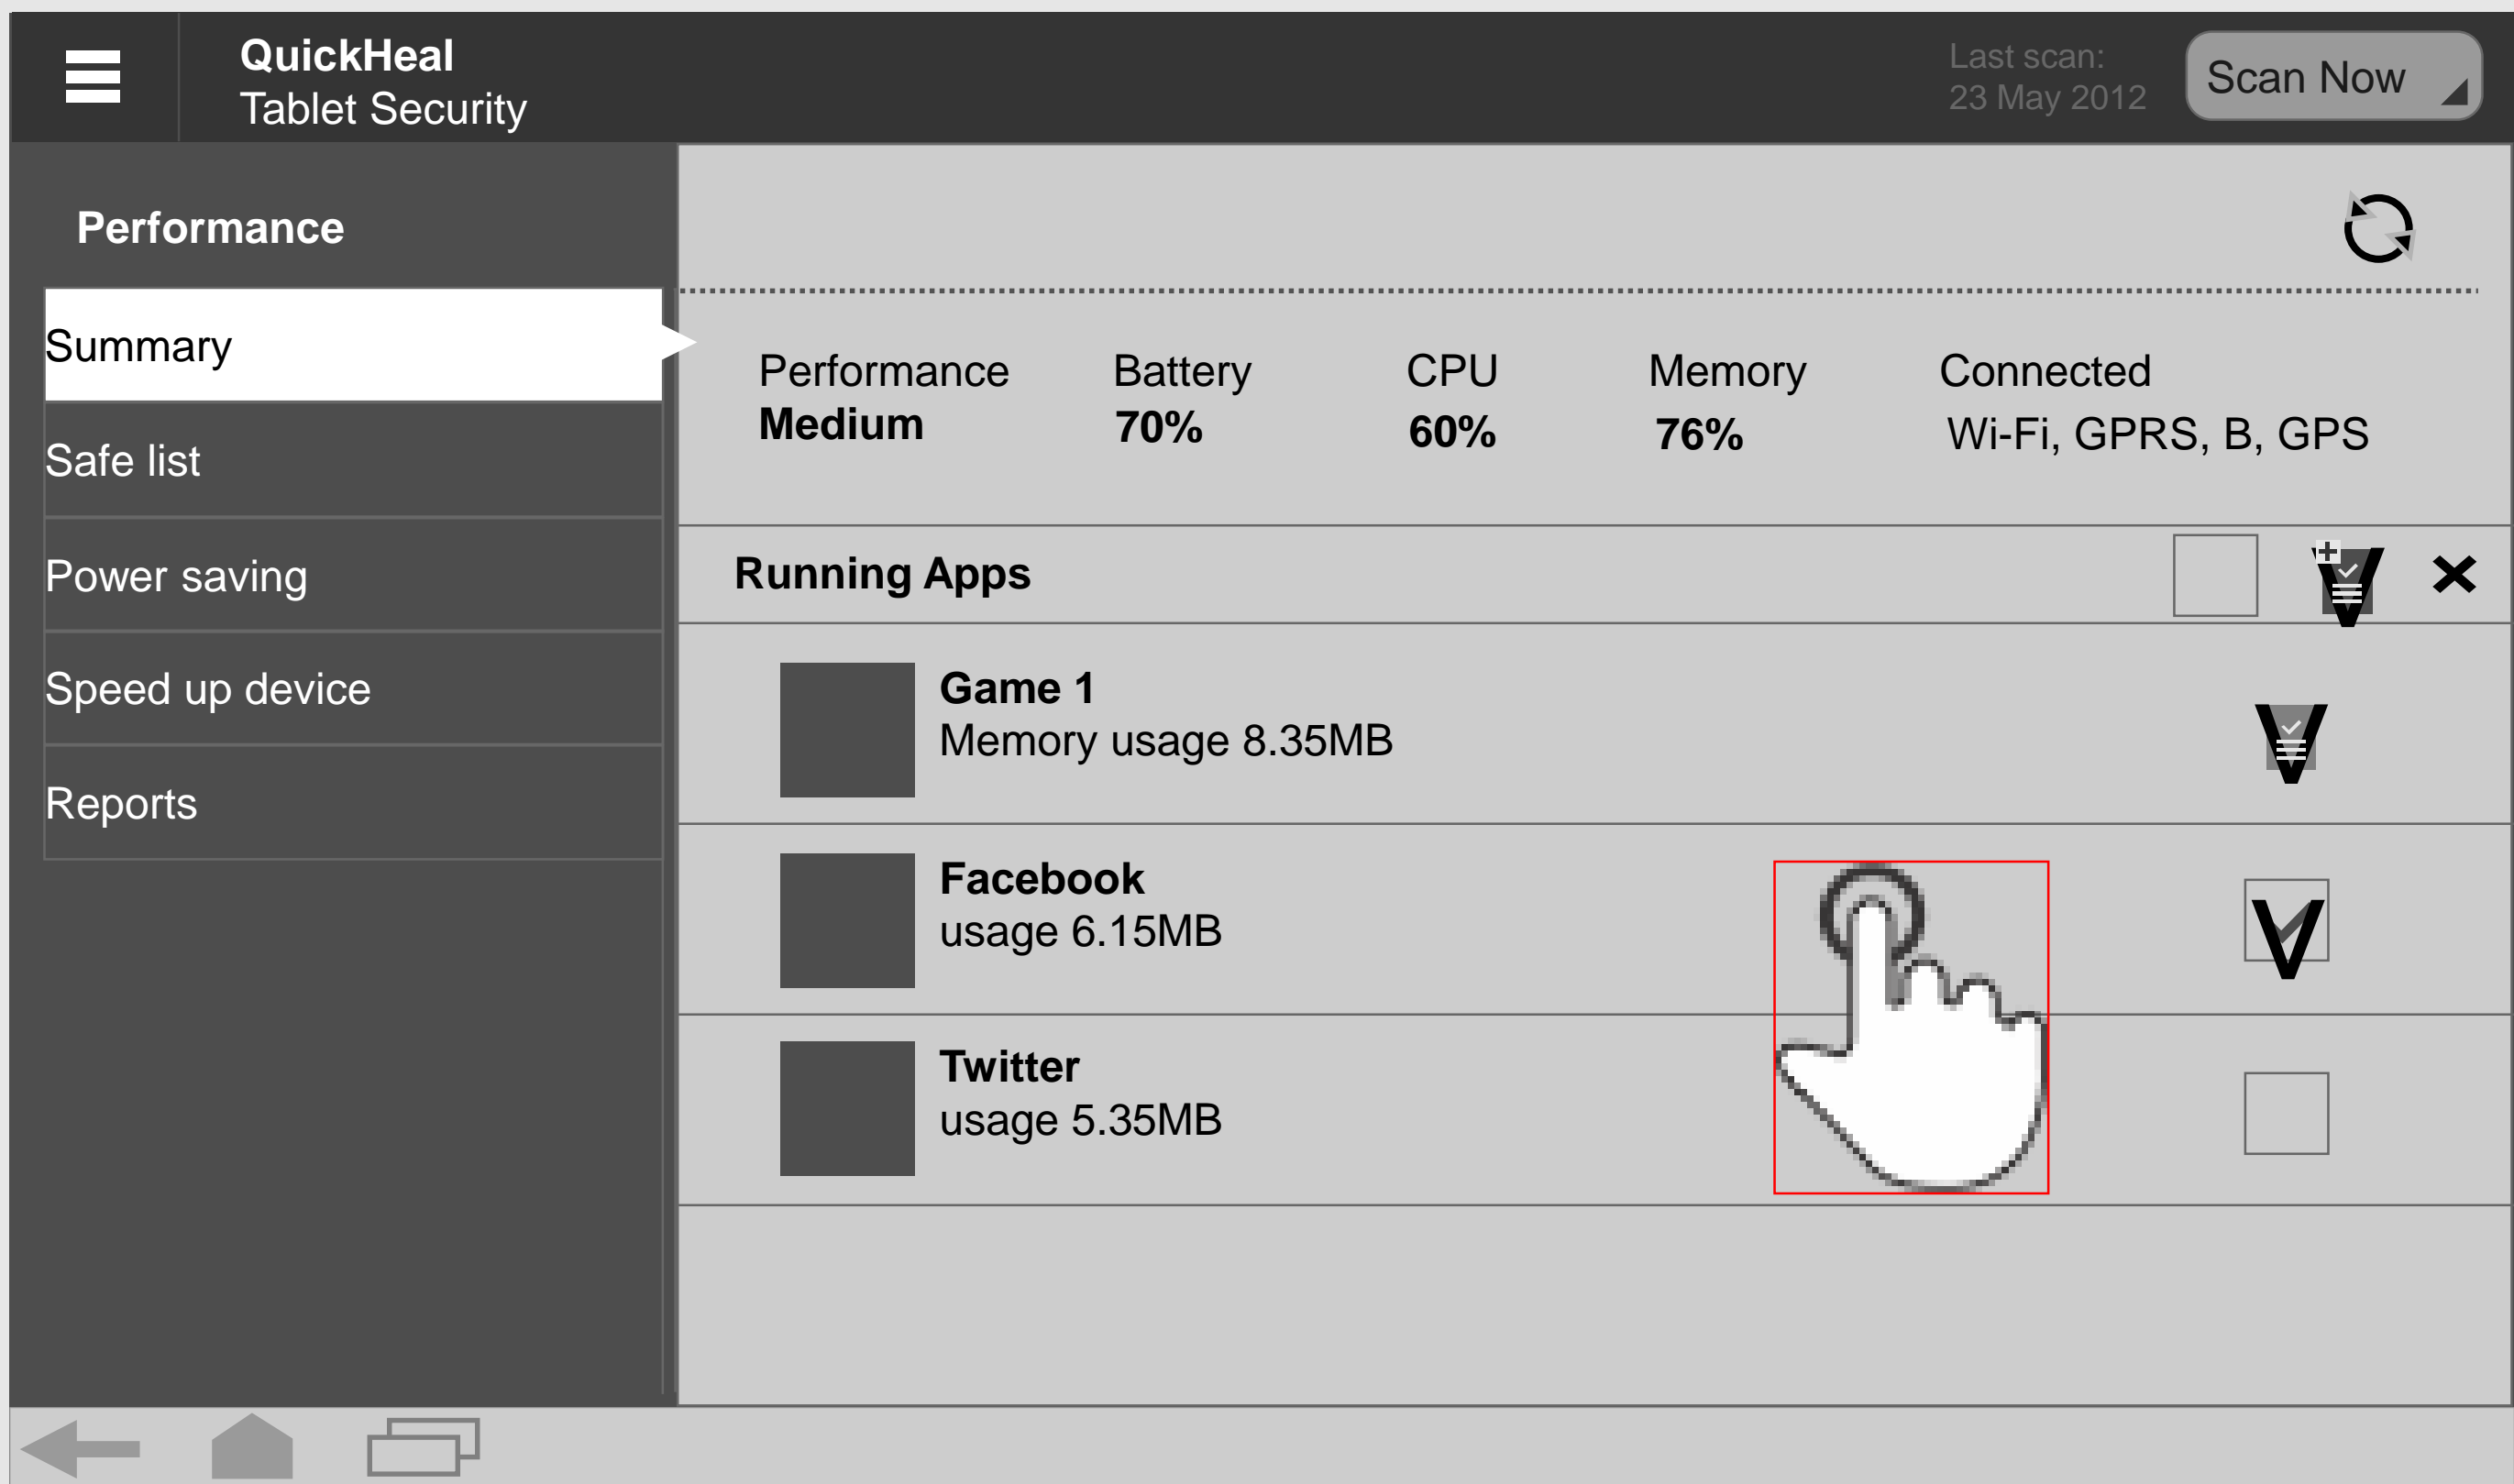 QuickHeal
Tablet Security
Last scan:
23 May 2012
Scan Now
Performance
Summary
Safe list
Power saving
Speed up device
Reports
Performance Battery CPU Memory Connected
Medium 70% 60% 76% Wi-Fi, GPRS, B, GPS
Running Apps
V
Game 1
Memory usage 8.35MB
V
Facebook
usage 6.15MB
V
Twitter
usage 5.35MB